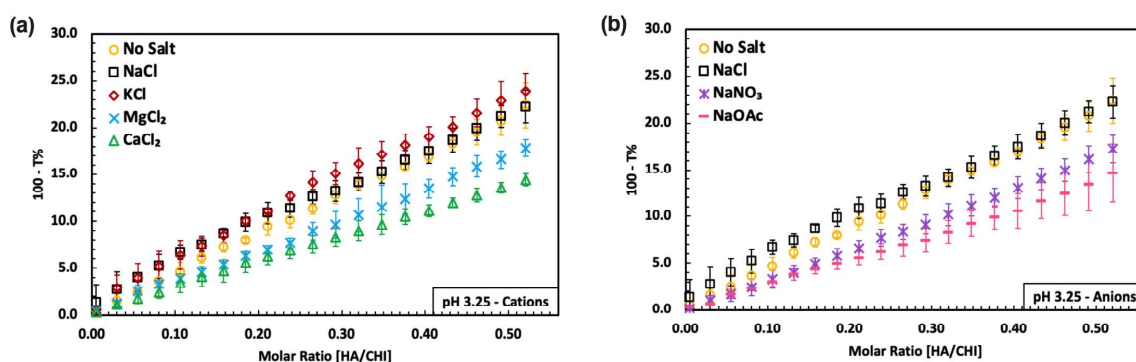 (a)
30.0
25.0
20.0
15.0
10.0
5.0
0.0
100 - T%
No Salt
NaCl
KCl
MgCl₂
CaCl₂
pH 3.25 - Cations
0.00 0.10 0.20 0.30 0.40 0.50
Molar Ratio [HA/CHI]
(b)
30.0
25.0
20.0
15.0
10.0
5.0
0.0
100 - T%
No Salt
NaCl
NaNO₃
NaOAc
pH 3.25 - Anions
0.00 0.10 0.20 0.30 0.40 0.50
Molar Ratio [HA/CHI]